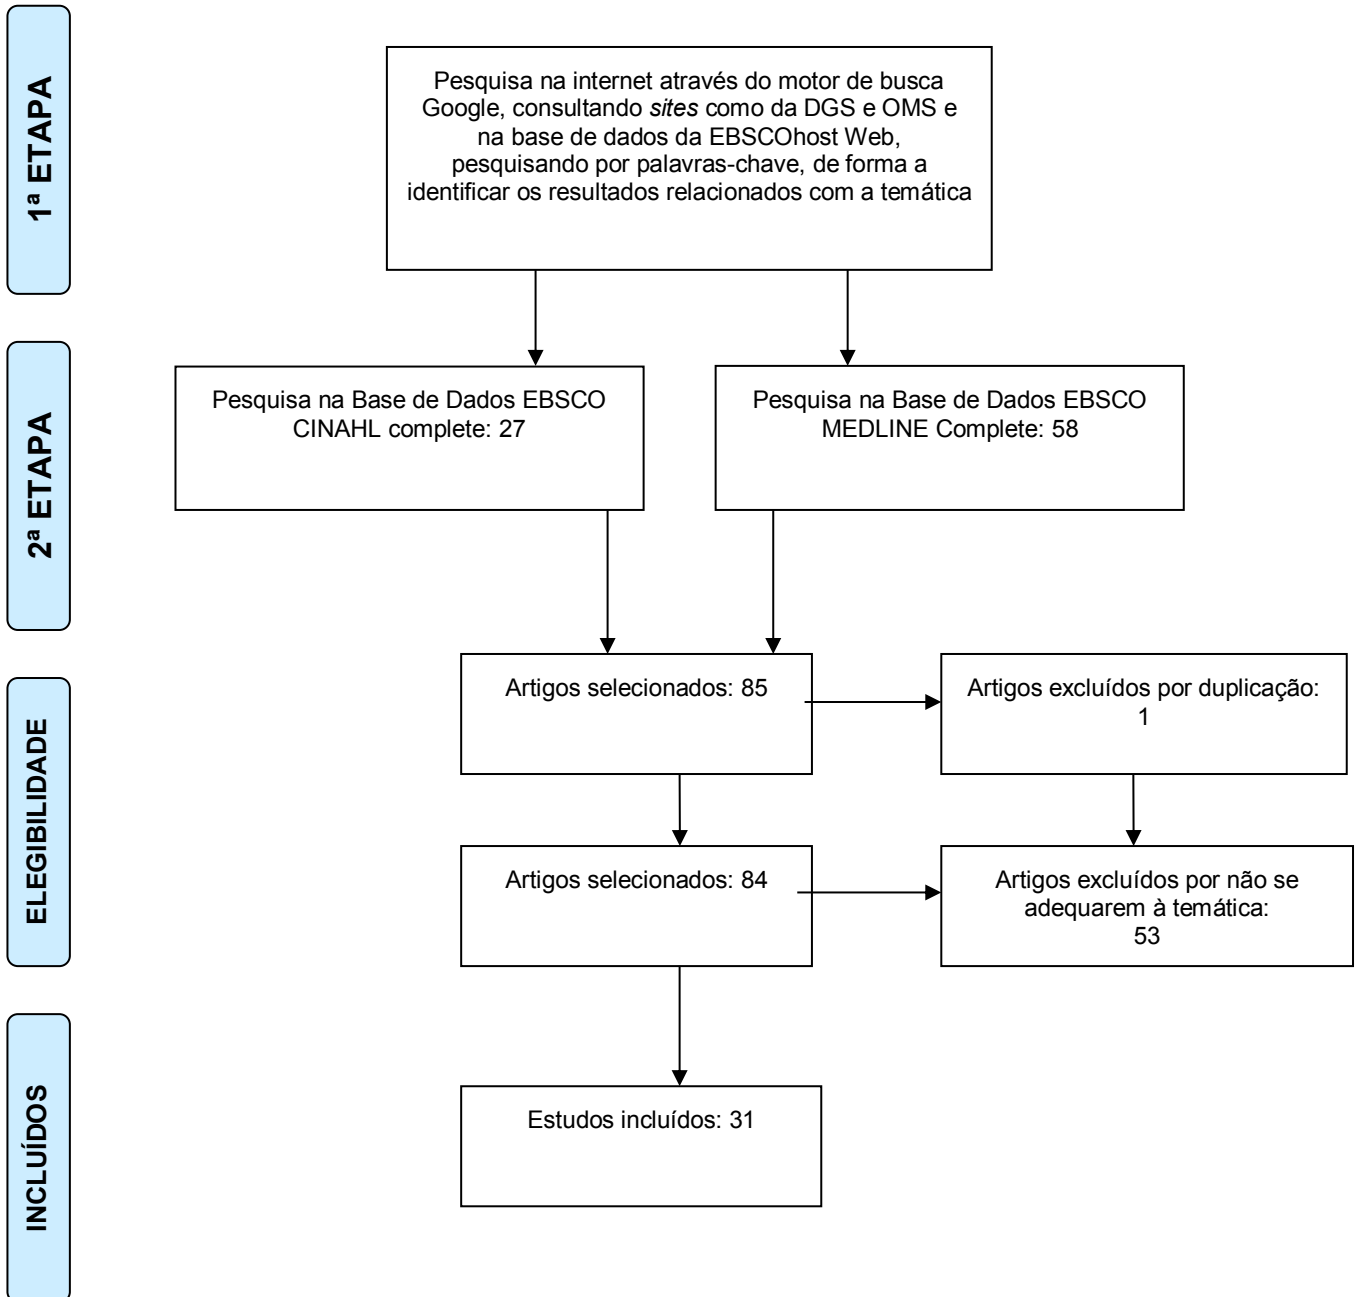 1ª ETAPA
Pesquisa na internet através do motor de busca
Google, consultando sites como da DGS e OMS e
na base de dados da EBSCOhost Web,
pesquisando por palavras-chave, de forma a
identificar os resultados relacionados com a temática
2ª ETAPA
Pesquisa na Base de Dados EBSCO
CINAHL complete: 27
Pesquisa na Base de Dados EBSCO
MEDLINE Complete: 58
ELEGIBILIDADE
Artigos selecionados: 85
Artigos excluídos por duplicação:
1
Artigos selecionados: 84
Artigos excluídos por não se
adequarem à temática:
53
INCLUÍDOS
Estudos incluídos: 31